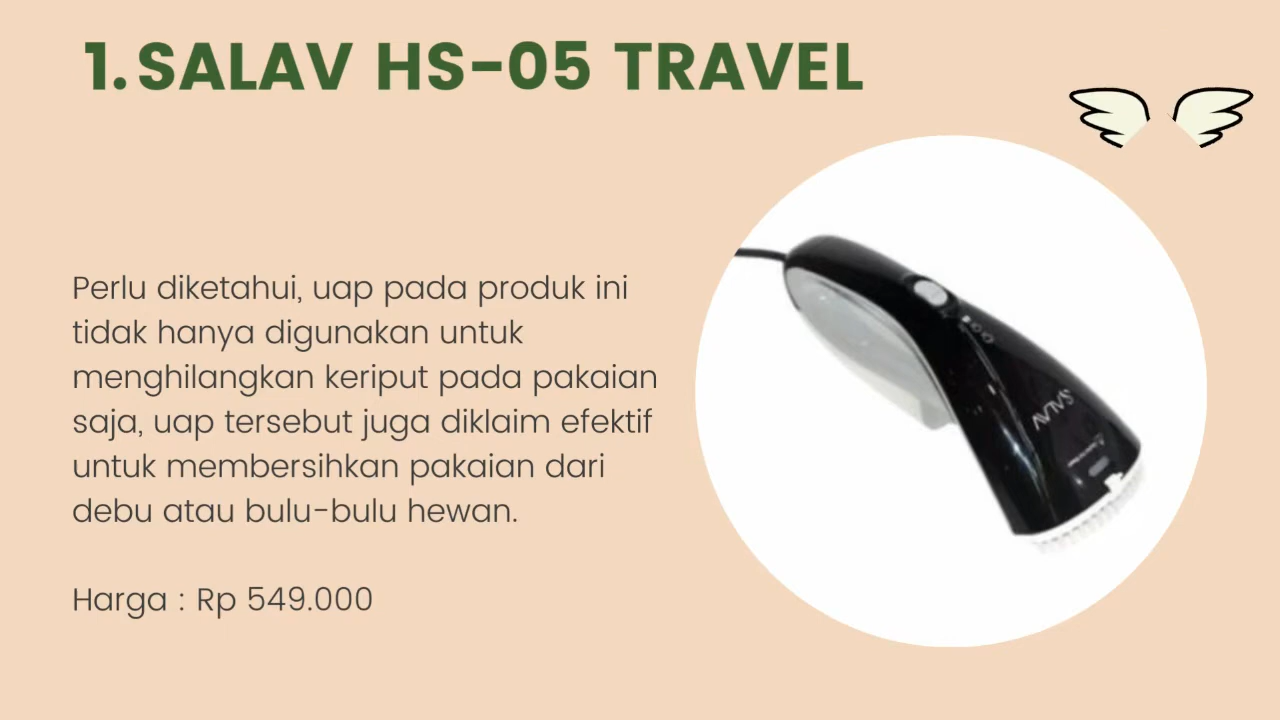 1. SALAV HS-05 TRAVEL
Perlu diketahui, uap pada produk ini
tidak hanya digunakan untuk
menghilangkan keriput pada pakaian
saja, uap tersebut juga diklaim efektif
untuk membersihkan pakaian dari
debu atau bulu-bulu hewan.
Harga : Rp 549.000
SALAV